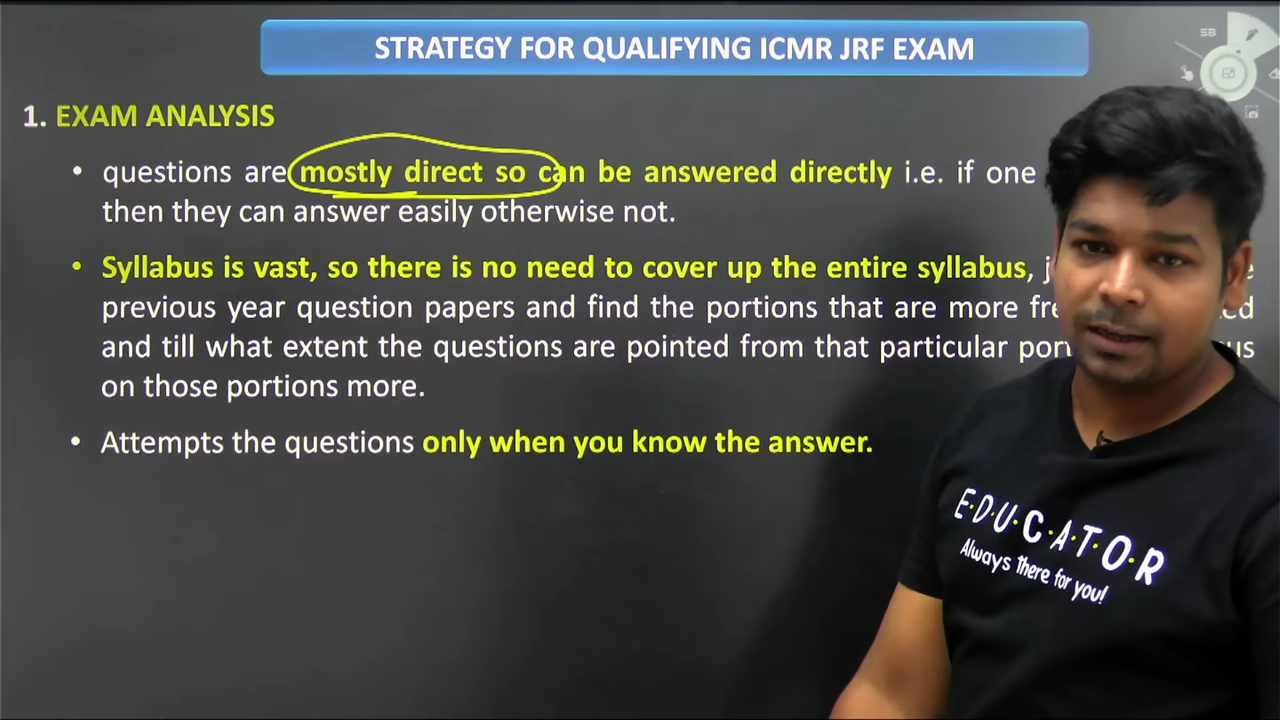 STRATEGY FOR QUALIFYING ICMR JRF EXAM
SB
1. EXAM ANALYSIS
• questions are mostly direct so can be answered directly i.e. if one
then they can answer easily otherwise not.
• Syllabus is vast, so there is no need to cover up the entire syllabus,
previous year question papers and find the portions that are more
and till what extent the questions are pointed from that particular
on those portions more.
• Attempts the questions only when you know the answer.
EDUCATOR
Always There for you!